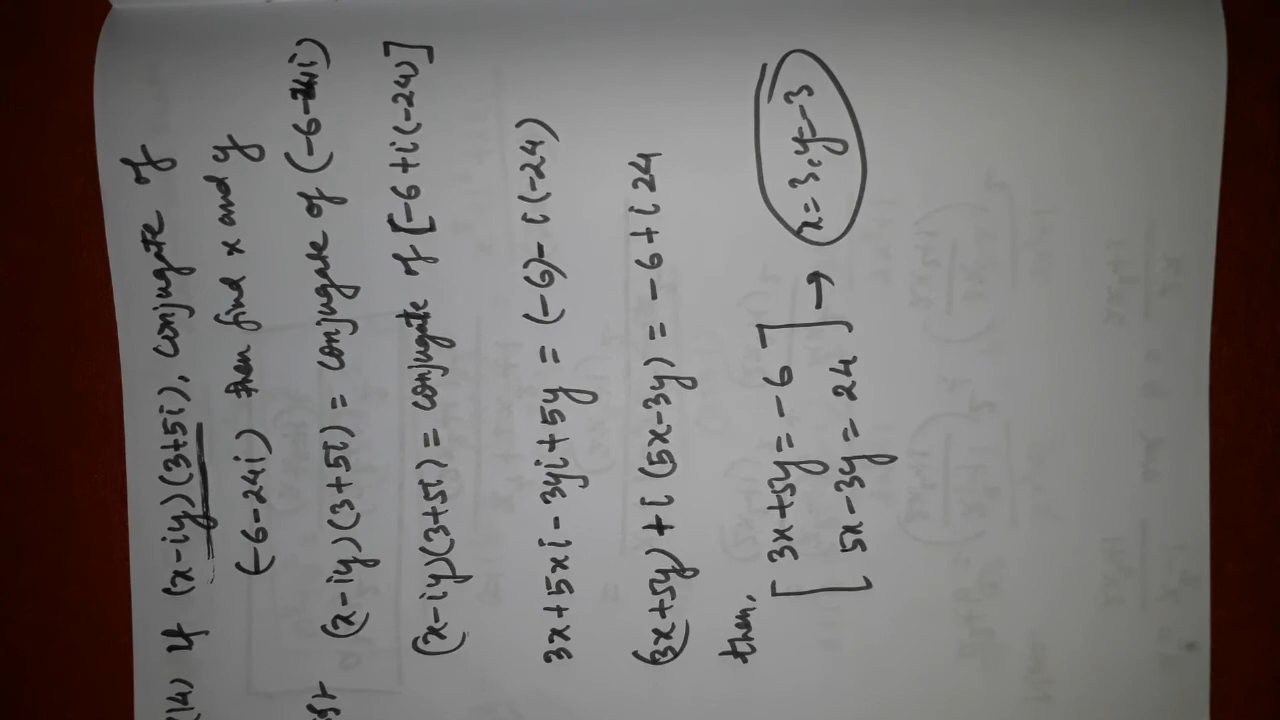 (14) If (x-iy)(3+5i), conjugate of
(-6-24i) then find x and y
(x-iy)(3+5i) = conjugate of (-6-24i)
(x-iy)(3+5i) = conjugate of [-6+i(-24)]
3x+5xi-3yi+5y = (-6)-i(-24)
(3x+5y)+i(5x-3y) = -6+i24
then,
[3x+5y=-6
5x-3y=24] → x=3, y=-3